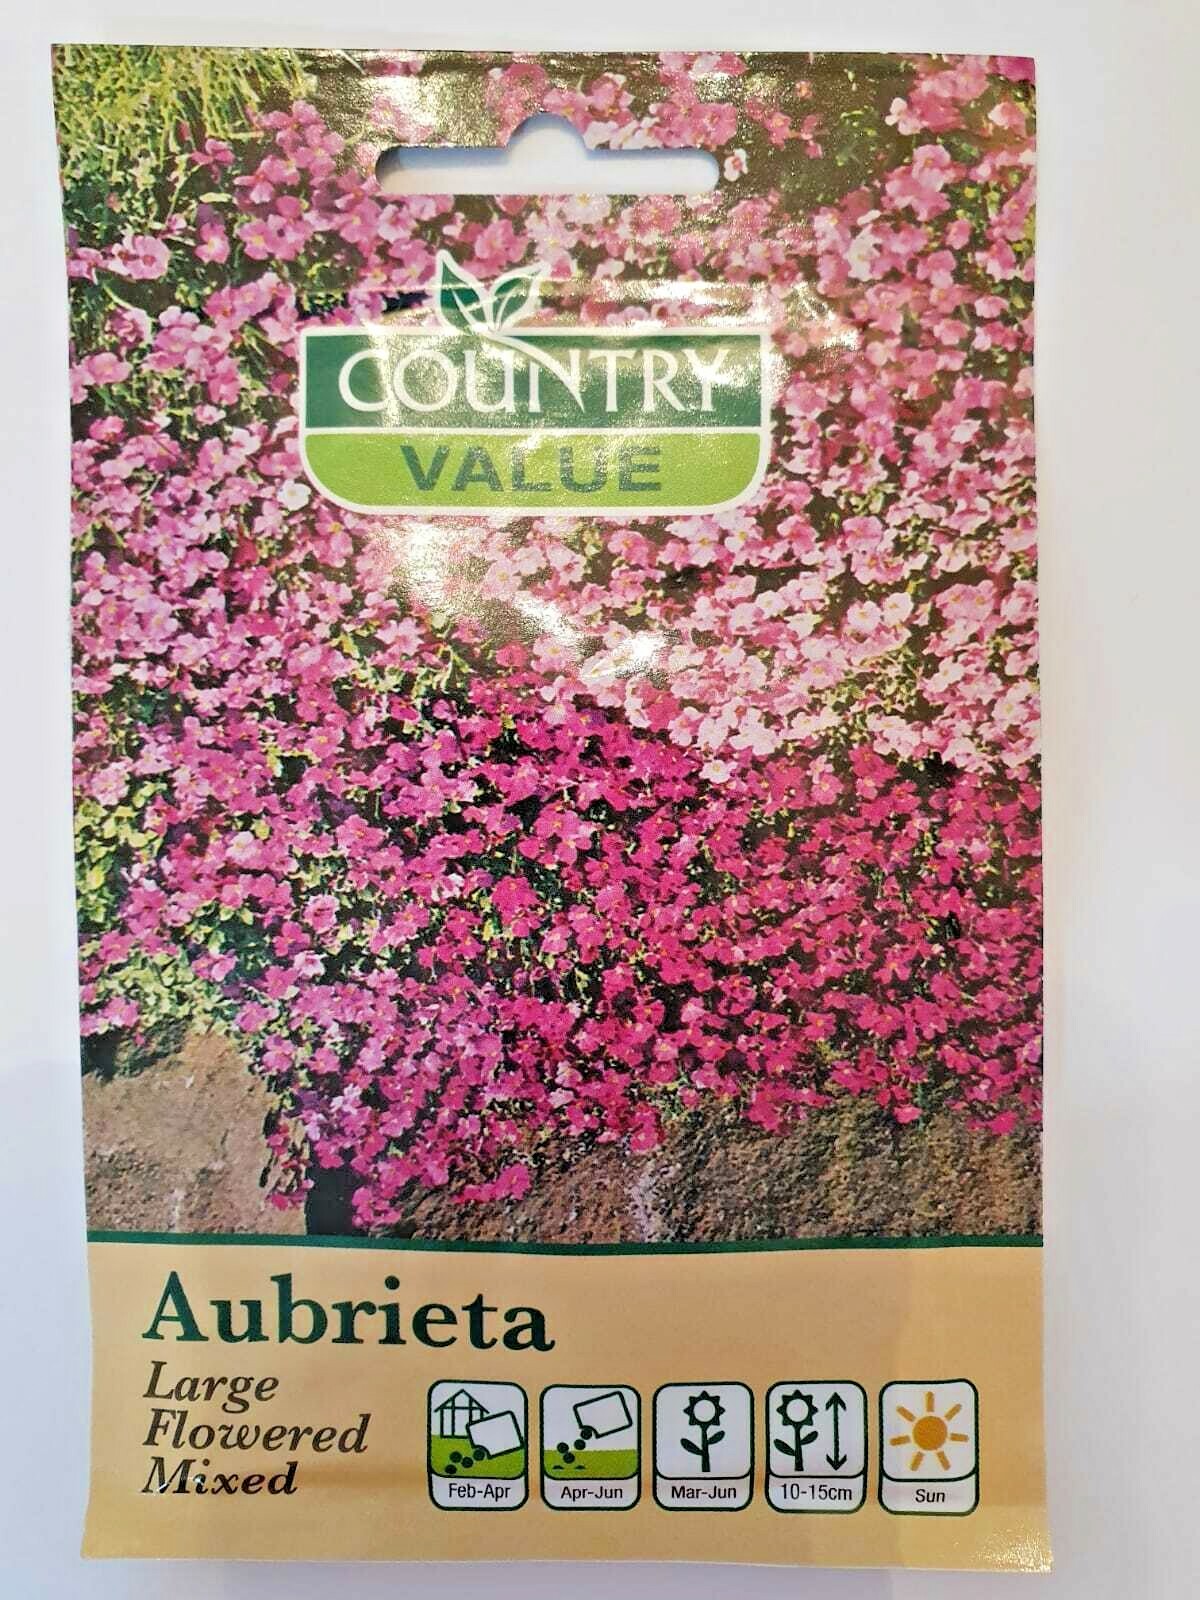 COUNTRY
VALUE
Aubrieta
Large
Flowered
Mixed
Feb-Apr
Apr-Jun
Mar-Jun
10-15cm
Sun